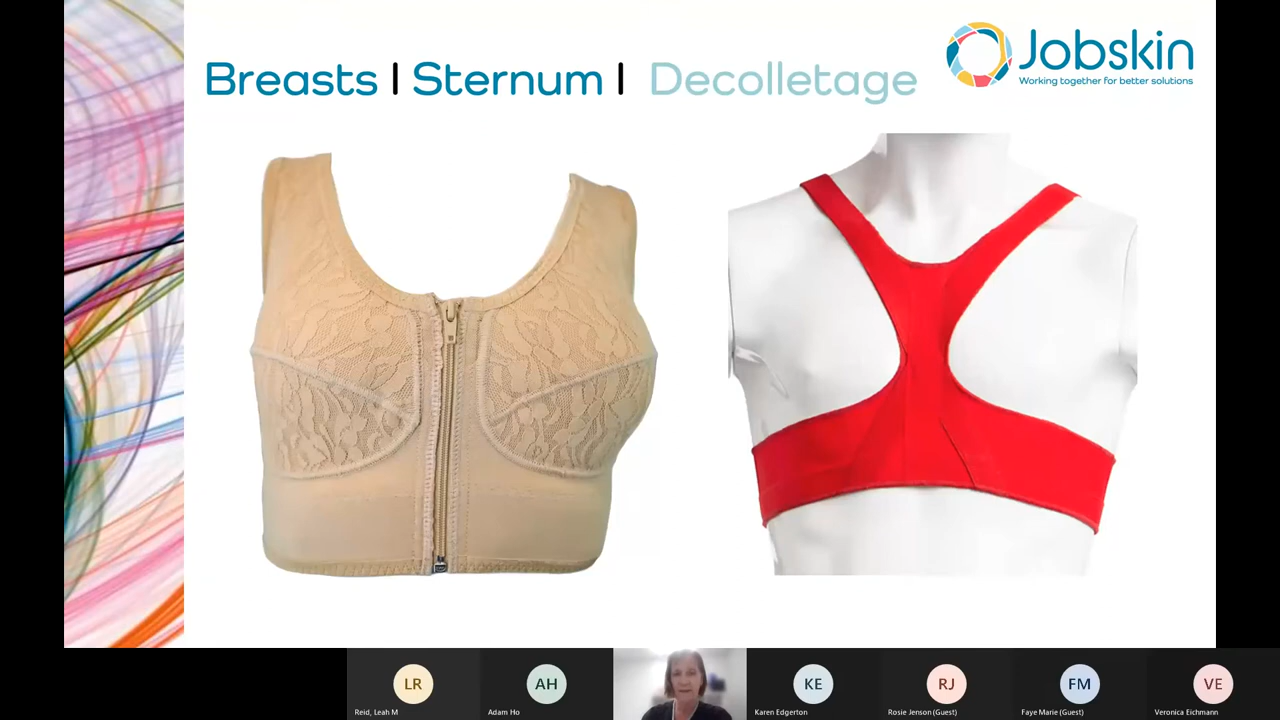 Breasts | Sternum | Decolletage
Jobskin
Working together for better solutions
LR
Reid, Leah M
AH
Adam Ho
KE
Karen Edgerton
RJ
Rosie Jenson (Guest)
FM
Faye Marie (Guest)
VE
Veronica Eichmann